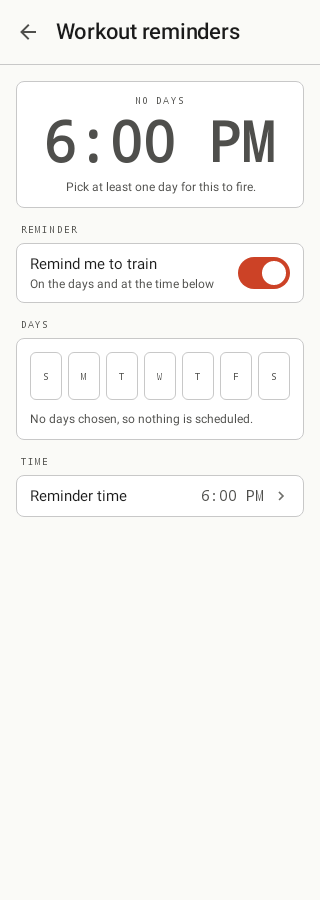 Workout reminders
NO DAYS
6:00 PM
Pick at least one day for this to fire.
REMINDER
Remind me to train
On the days and at the time below
DAYS
S M T W T F S
No days chosen, so nothing is scheduled.
TIME
Reminder time 6:00 PM